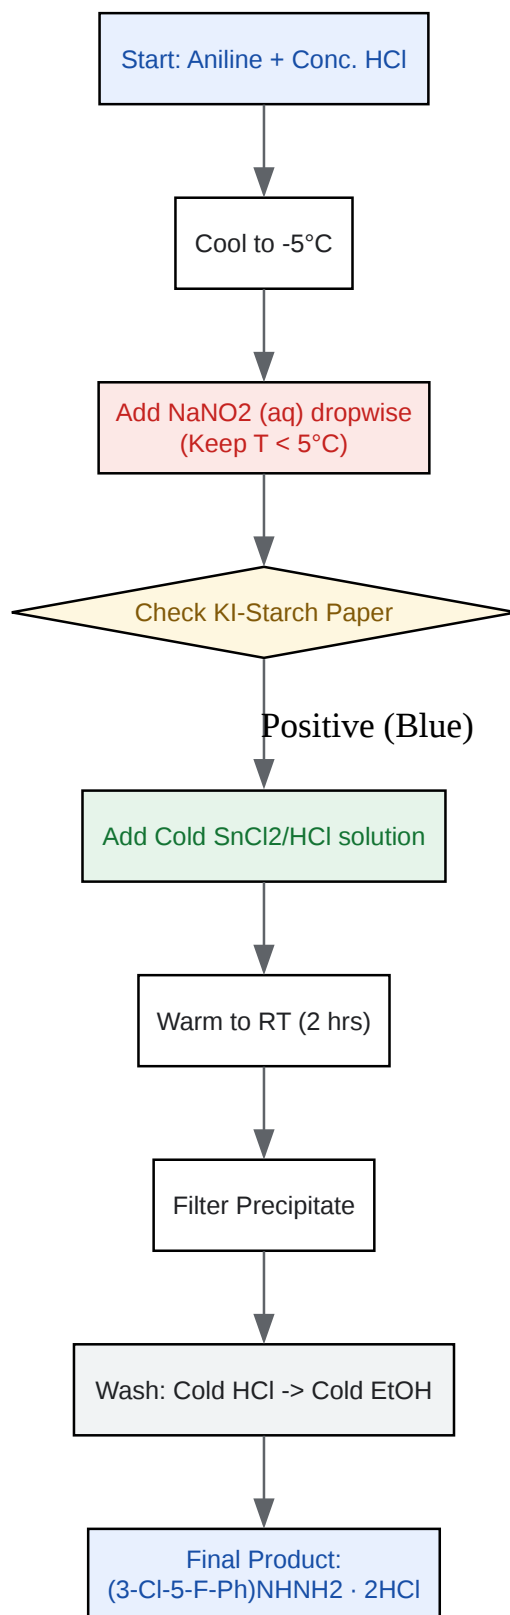 Start: Aniline + Conc. HCl
Cool to -5°C
Add NaNO2 (aq) dropwise
(Keep T < 5°C)
Check KI-Starch Paper
Positive (Blue)
Add Cold SnCl2/HCl solution
Warm to RT (2 hrs)
Filter Precipitate
Wash: Cold HCl -> Cold EtOH
Final Product:
(3-Cl-5-F-Ph)NHNH2 · 2HCl